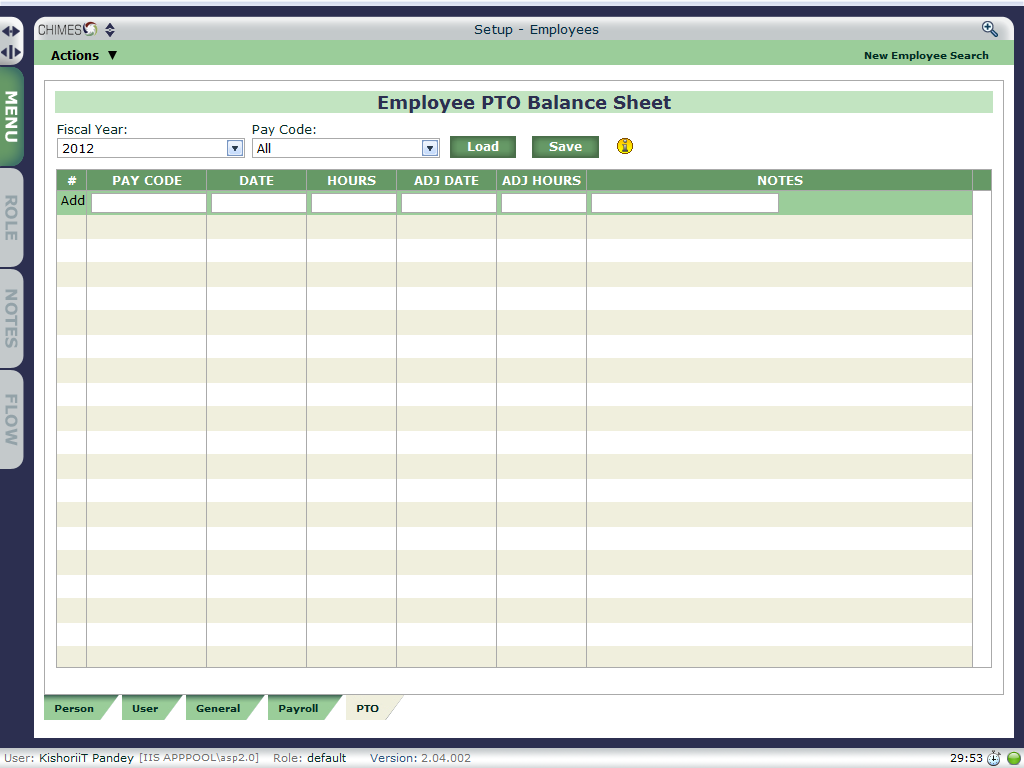 CHIMES
Setup - Employees
Actions ▼
New Employee Search
MENU
ROLE
NOTES
FLOW
Employee PTO Balance Sheet
Fiscal Year:
Pay Code:
2012
All
Load
Save
# PAY CODE DATE HOURS ADJ DATE ADJ HOURS NOTES
Add
Person User General Payroll PTO
User: KishoriiT Pandey [IIS APPPOOL\asp2.0] Role: default Version: 2.04.002 29:53